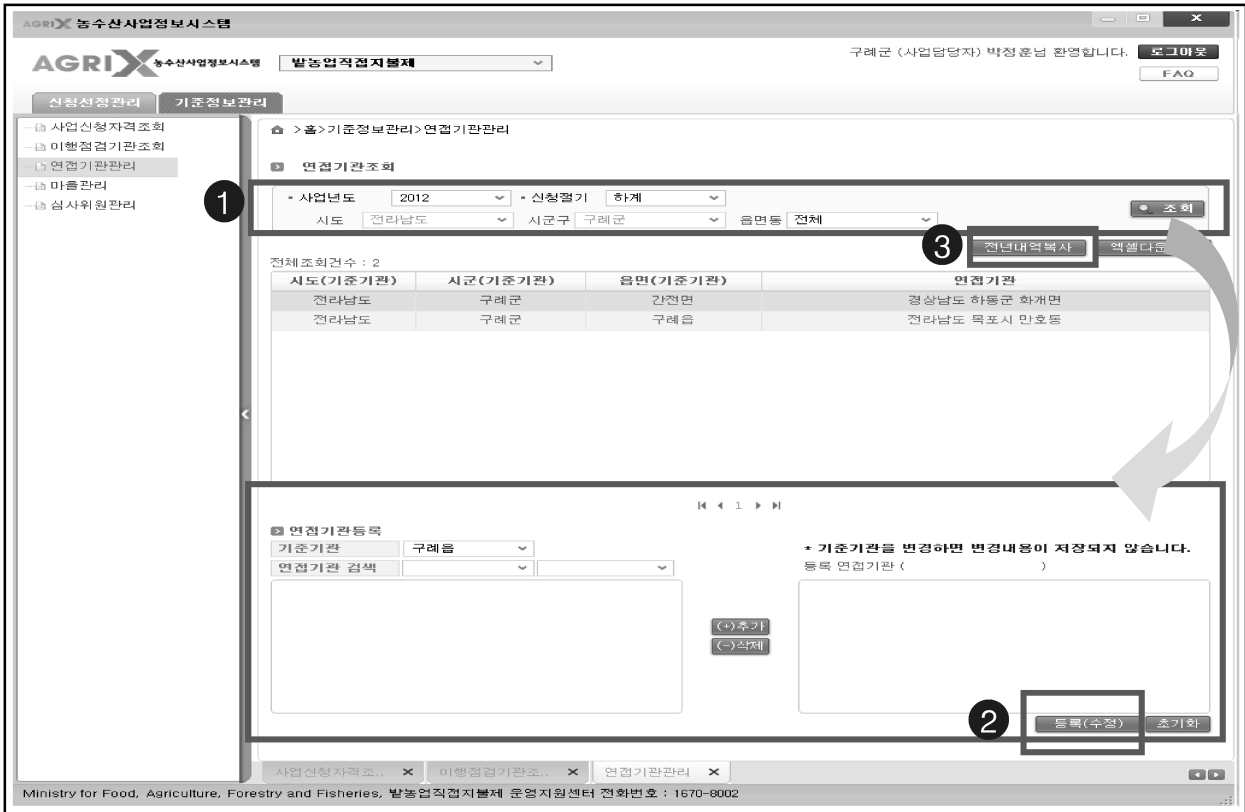 AGRIX 농수산사업정보시스템
AGRIX 농수산사업정보시스템 밭농업직접지불제 구례군 (사업담당자) 박정훈님 환영합니다. 로그아웃
FAQ
신청선정관리 기준정보관리
사업신청자격조회
이행점검기관조회
연접기관관리
마을관리
심사위원관리
>홈>기준정보관리>연접기관관리
연접기관조회
1
사업년도 2012 신청절기 하계
시도 전라남도 시군구 구례군 읍면동 전체 조회
3 전년내역복사 엑셀다운
전체조회건수 : 2
시도(기준기관) 시군(기준기관) 읍면(기준기관) 연접기관
전라남도 구례군 간전면 경상남도 하동군 화개면
전라남도 구례군 구례읍 전라남도 목포시 만호동
1
연접기관등록
기준기관 구례읍 * 기준기관을 변경하면 변경내용이 저장되지 않습니다.
연접기관 검색 등록 연접기관 ( )
(+)추가
(-)삭제
2 등록(수정) 초기화
사업신청자격조.. 이행점검기관조.. 연접기관관리
Ministry for Food, Agriculture, Forestry and Fisheries, 밭농업직접지불제 운영지원센터 전화번호 : 1670-8002